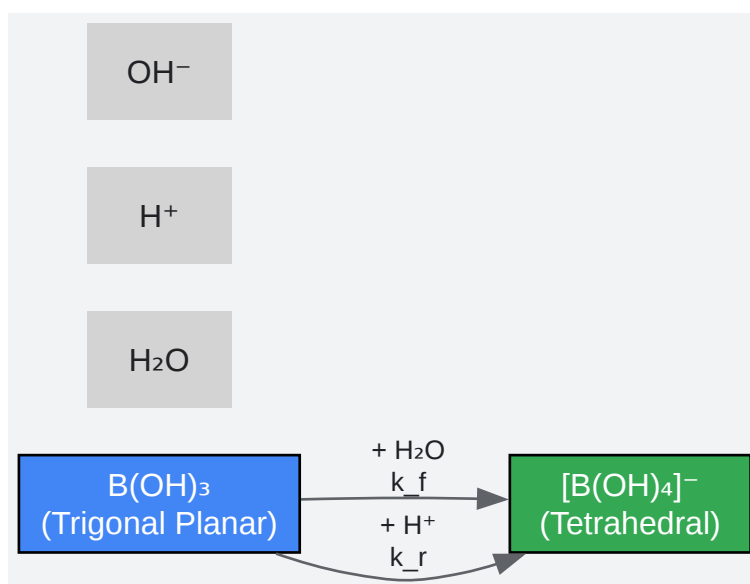 OH⁻
H⁺
H₂O
+ H₂O
k_f
B(OH)₃
(Trigonal Planar)
[B(OH)₄]⁻
(Tetrahedral)
+ H⁺
k_r